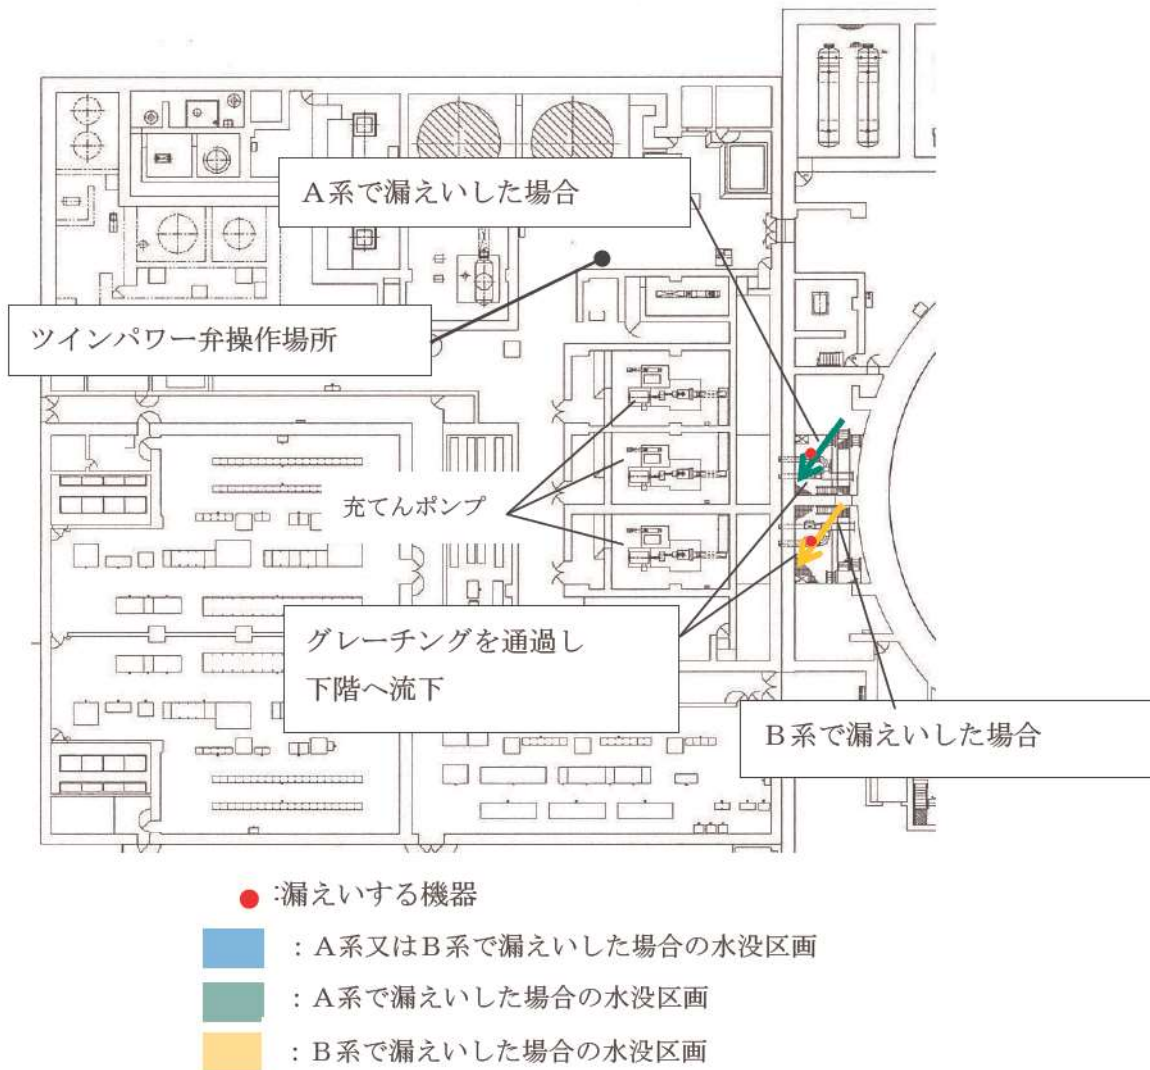 A系で漏えいした場合
ツインパワー弁操作場所
充てんポンプ
グレーチングを通過し
下階へ流下
B系で漏えいした場合
:漏えいする機器
：A系又はB系で漏えいした場合の水没区画
：A系で漏えいした場合の水没区画
：B系で漏えいした場合の水没区画